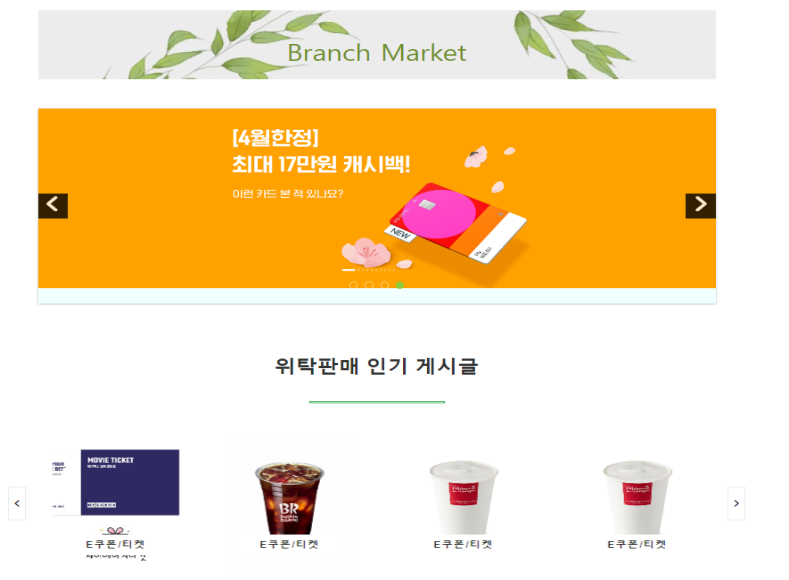 Branch Market
[4월한정]
최대 17만원 캐시백!
이런 카드 본 적 있나요?
NEW
위탁판매 인기 게시글
MOVIE TICKET
BR
E쿠폰/티켓
E쿠폰/티켓
E쿠폰/티켓
E쿠폰/티켓